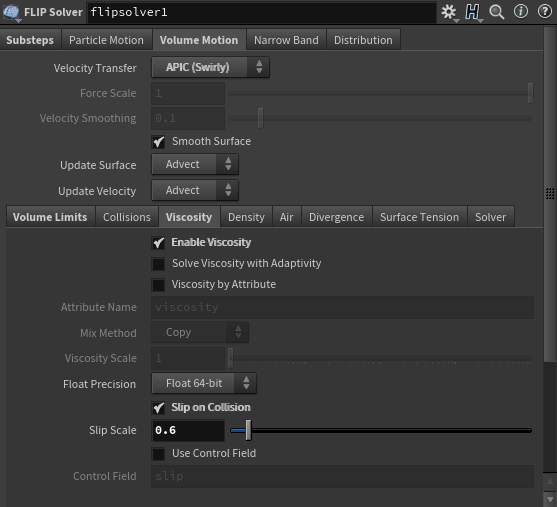 FLIP Solver flipsolver1
Substeps Particle Motion Volume Motion Narrow Band Distribution
Velocity Transfer APIC (Swirly)
Force Scale 1
Velocity Smoothing 0.1
Smooth Surface
Update Surface Advect
Update Velocity Advect
Volume Limits Collisions Viscosity Density Air Divergence Surface Tension Solver
Enable Viscosity
Solve Viscosity with Adaptivity
Viscosity by Attribute
Attribute Name viscosity
Mix Method Copy
Viscosity Scale 1
Float Precision Float 64-bit
Slip on Collision
Slip Scale 0.6
Use Control Field
Control Field slip